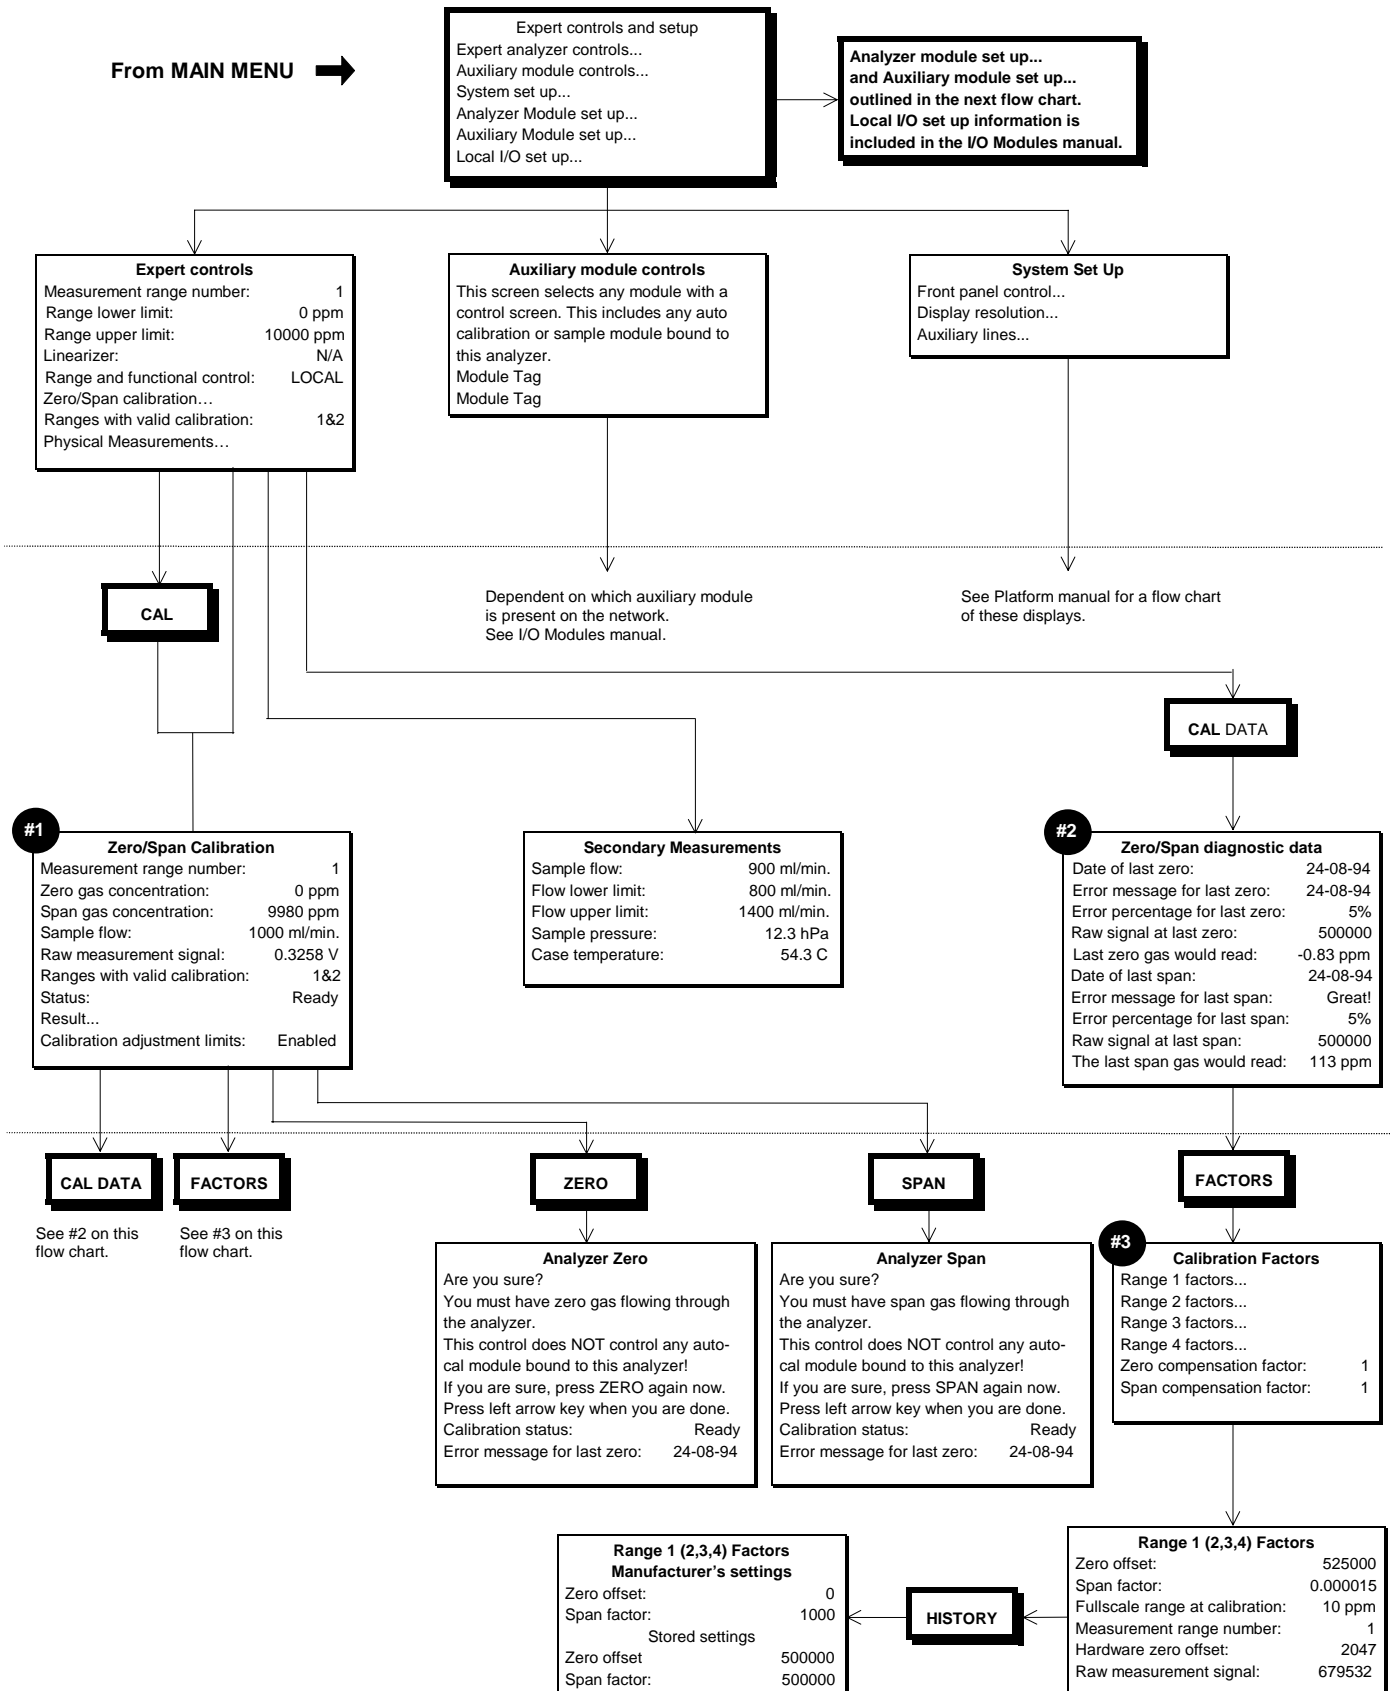 From MAIN MENU
Expert controls and setup
Expert analyzer controls...
Auxiliary module controls...
System set up...
Analyzer Module set up...
Auxiliary Module set up...
Local I/O set up...
Analyzer module set up...
and Auxiliary module set up...
outlined in the next flow chart.
Local I/O set up information is
included in the I/O Modules manual.
Expert controls
Measurement range number: 1
Range lower limit: 0 ppm
Range upper limit: 10000 ppm
Linearizer: N/A
Range and functional control: LOCAL
Zero/Span calibration…
Ranges with valid calibration: 1&2
Physical Measurements…
Auxiliary module controls
This screen selects any module with a
control screen. This includes any auto
calibration or sample module bound to
this analyzer.
Module Tag
Module Tag
System Set Up
Front panel control...
Display resolution...
Auxiliary lines...
CAL
Dependent on which auxiliary module
is present on the network.
See I/O Modules manual.
See Platform manual for a flow chart
of these displays.
CAL DATA
#1
Zero/Span Calibration
Measurement range number: 1
Zero gas concentration: 0 ppm
Span gas concentration: 9980 ppm
Sample flow: 1000 ml/min.
Raw measurement signal: 0.3258 V
Ranges with valid calibration: 1&2
Status: Ready
Result...
Calibration adjustment limits: Enabled
Secondary Measurements
Sample flow: 900 ml/min.
Flow lower limit: 800 ml/min.
Flow upper limit: 1400 ml/min.
Sample pressure: 12.3 hPa
Case temperature: 54.3 C
#2
Zero/Span diagnostic data
Date of last zero: 24-08-94
Error message for last zero: 24-08-94
Error percentage for last zero: 5%
Raw signal at last zero: 500000
Last zero gas would read: -0.83 ppm
Date of last span: 24-08-94
Error message for last span: Great!
Error percentage for last span: 5%
Raw signal at last span: 500000
The last span gas would read: 113 ppm
CAL DATA
See #2 on this
flow chart.
FACTORS
See #3 on this
flow chart.
ZERO
SPAN
FACTORS
Analyzer Zero
Are you sure?
You must have zero gas flowing through
the analyzer.
This control does NOT control any auto-
cal module bound to this analyzer!
If you are sure, press ZERO again now.
Press left arrow key when you are done.
Calibration status: Ready
Error message for last zero: 24-08-94
Analyzer Span
Are you sure?
You must have span gas flowing through
the analyzer.
This control does NOT control any auto-
cal module bound to this analyzer!
If you are sure, press SPAN again now.
Press left arrow key when you are done.
Calibration status: Ready
Error message for last zero: 24-08-94
#3
Calibration Factors
Range 1 factors...
Range 2 factors...
Range 3 factors...
Range 4 factors...
Zero compensation factor: 1
Span compensation factor: 1
Range 1 (2,3,4) Factors
Manufacturer’s settings
Zero offset: 0
Span factor: 1000
Stored settings
Zero offset 500000
Span factor: 500000
HISTORY
Range 1 (2,3,4) Factors
Zero offset: 525000
Span factor: 0.000015
Fullscale range at calibration: 10 ppm
Measurement range number: 1
Hardware zero offset: 2047
Raw measurement signal: 679532